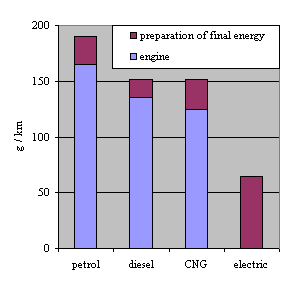 200
preparation of final energy
engine
150
100
50
0
g / km
petrol diesel CNG electric